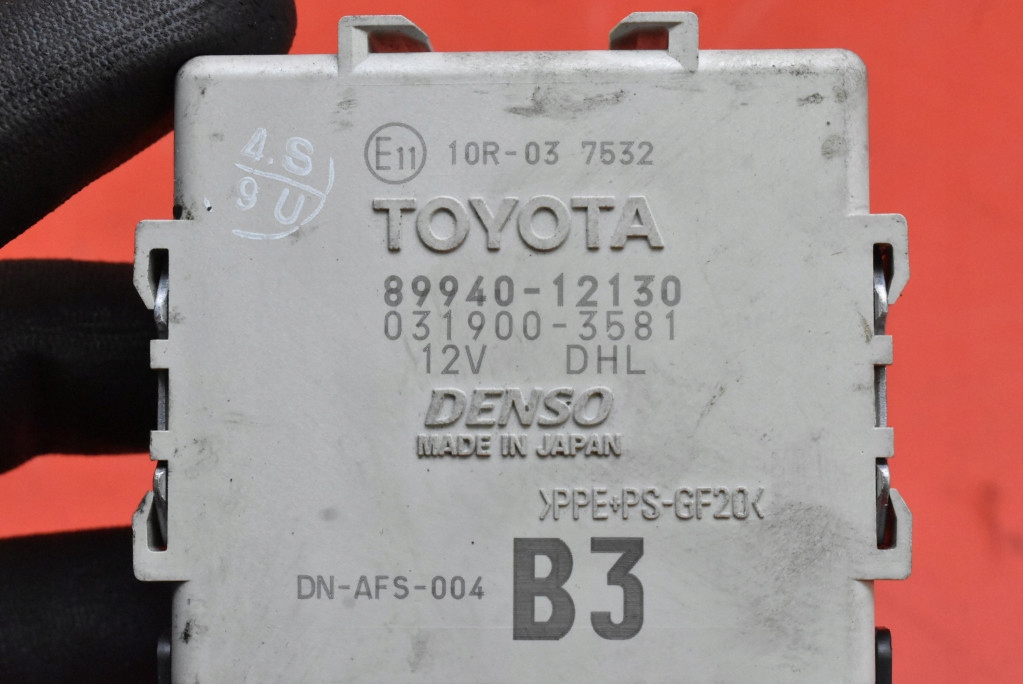 E11 10R-03 7532
4.S
9 U
TOYOTA
89940-12130
031900-3581
12V DHL
DENSO
MADE IN JAPAN
>PPE+PS-GF20<
DN-AFS-004 B3